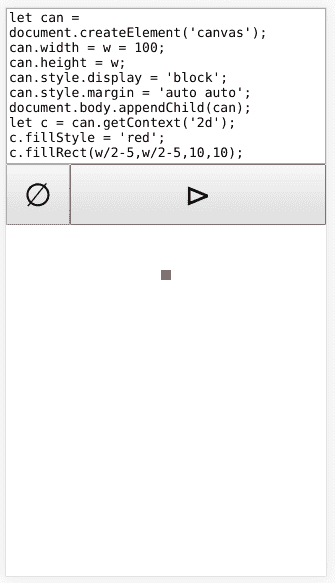 let can =
document.createElement('canvas');
can.width = w = 100;
can.height = w;
can.style.display = 'block';
can.style.margin = 'auto auto';
document.body.appendChild(can);
let c = can.getContext('2d');
c.fillStyle = 'red';
c.fillRect(w/2-5,w/2-5,10,10);
∅ ⊳